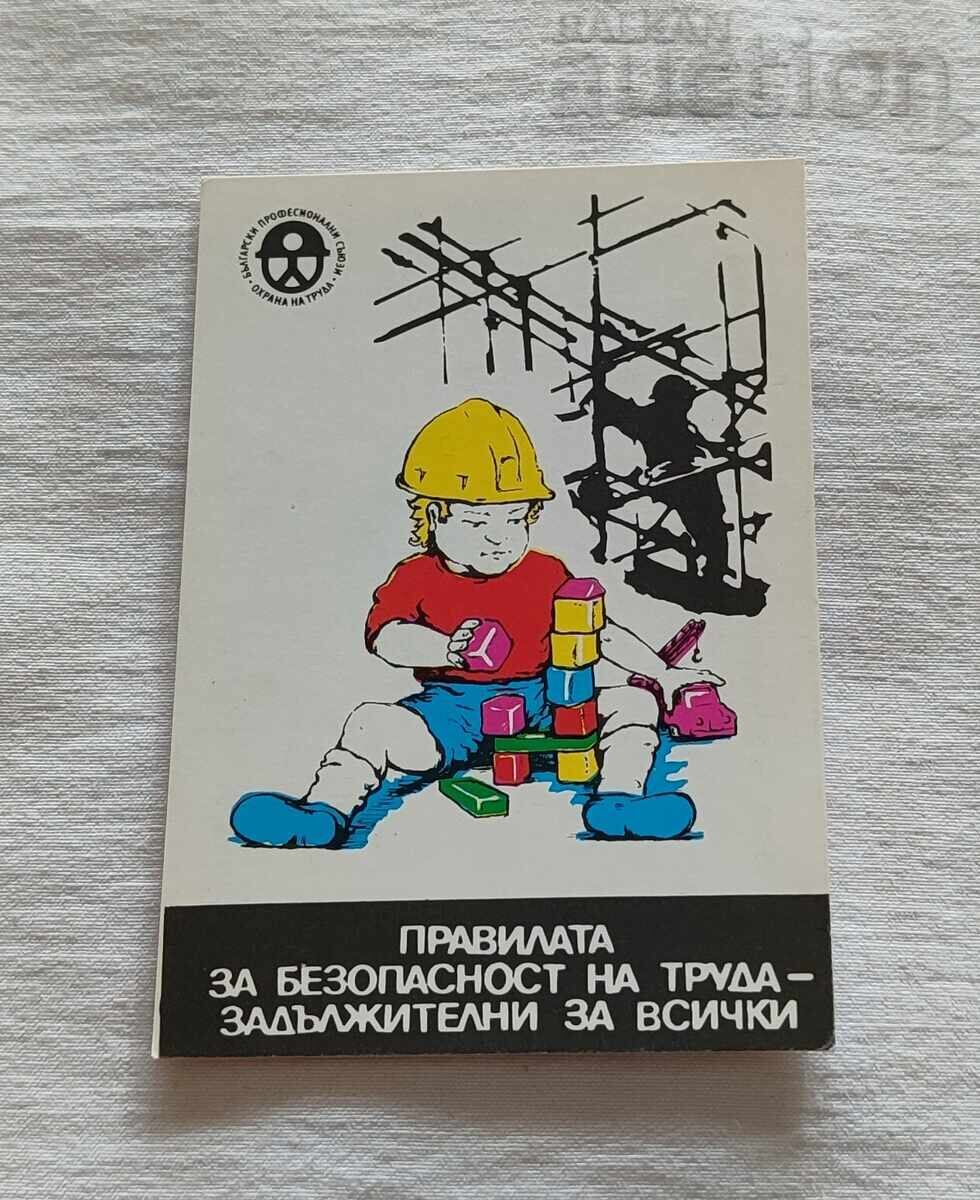 БЪЛГАРСКИ ПРОФЕСИОНАЛНИ СЪЮЗИ
ОХРАНА НА ТРУДА
ПРАВИЛАТА
ЗА БЕЗОПАСНОСТ НА ТРУДА –
ЗАДЪЛЖИТЕЛНИ ЗА ВСИЧКИ